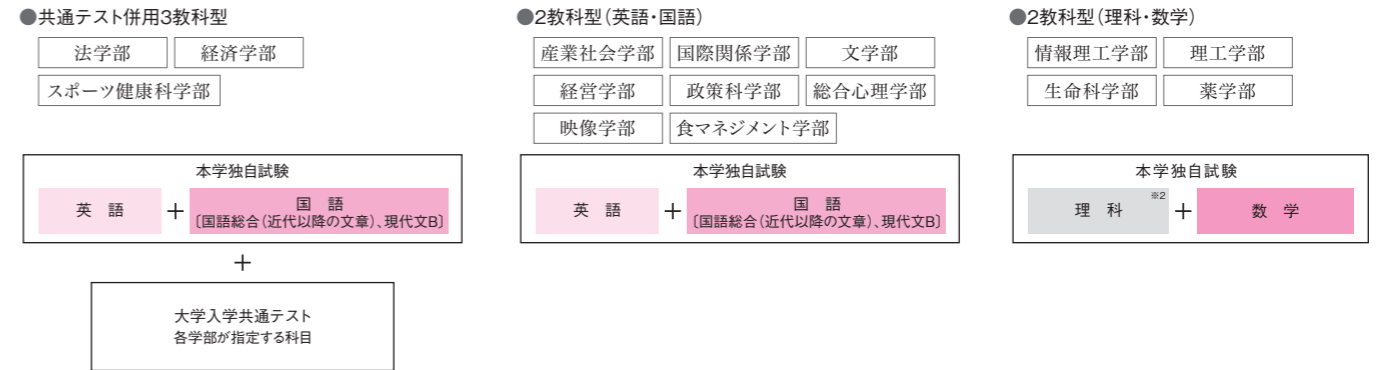 ●共通テスト併用3教科型
法学部
経済学部
スポーツ健康科学部
本学独自試験
英 語
+
国 語
〔国語総合(近代以降の文章)、現代文B〕
+
大学入学共通テスト
各学部が指定する科目
●2教科型(英語・国語)
産業社会学部
国際関係学部
文学部
経営学部
政策科学部
総合心理学部
映像学部
食マネジメント学部
本学独自試験
英 語
+
国 語
〔国語総合(近代以降の文章)、現代文B〕
●2教科型(理科・数学)
情報理工学部
理工学部
生命科学部
薬学部
本学独自試験
理 科 ※2
+
数 学